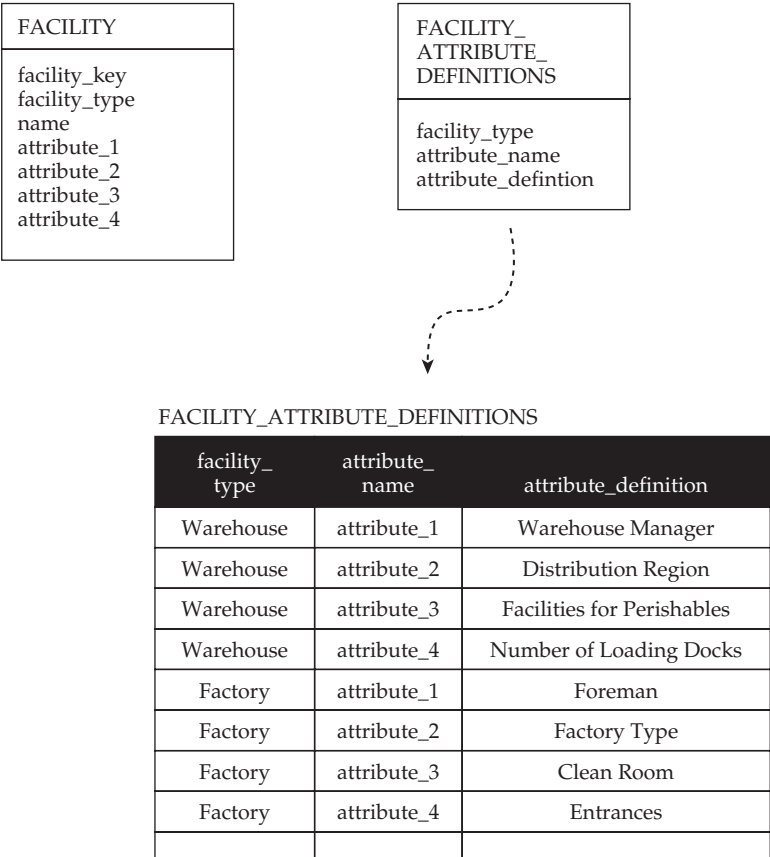 FACILITY
facility_key
facility_type
name
attribute_1
attribute_2
attribute_3
attribute_4
FACILITY_
ATTRIBUTE_
DEFINITIONS
facility_type
attribute_name
attribute_defintion
FACILITY_ATTRIBUTE_DEFINITIONS
facility_ attribute_
type name attribute_definition
Warehouse attribute_1 Warehouse Manager
Warehouse attribute_2 Distribution Region
Warehouse attribute_3 Facilities for Perishables
Warehouse attribute_4 Number of Loading Docks
Factory attribute_1 Foreman
Factory attribute_2 Factory Type
Factory attribute_3 Clean Room
Factory attribute_4 Entrances